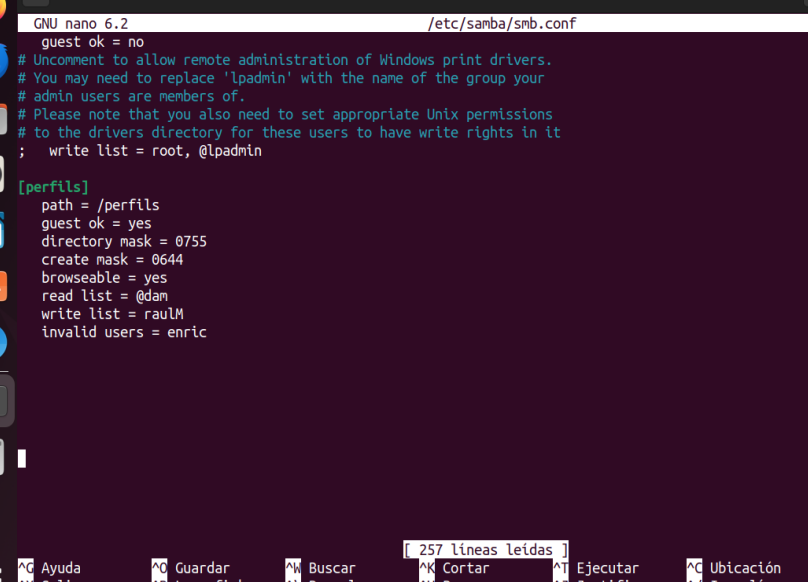 GNU nano 6.2 /etc/samba/smb.conf
guest ok = no
# Uncomment to allow remote administration of Windows print drivers.
# You may need to replace 'lpadmin' with the name of the group your
# admin users are members of.
# Please note that you also need to set appropriate Unix permissions
# to the drivers directory for these users to have write rights in it
;   write list = root, @lpadmin
[perfils]
path = /perfils
guest ok = yes
directory mask = 0755
create mask = 0644
browseable = yes
read list = @dam
write list = raulM
invalid users = enric
[ 257 líneas leídas ]
^G Ayuda ^O Guardar ^W Buscar ^K Cortar ^T Ejecutar ^C Ubicación